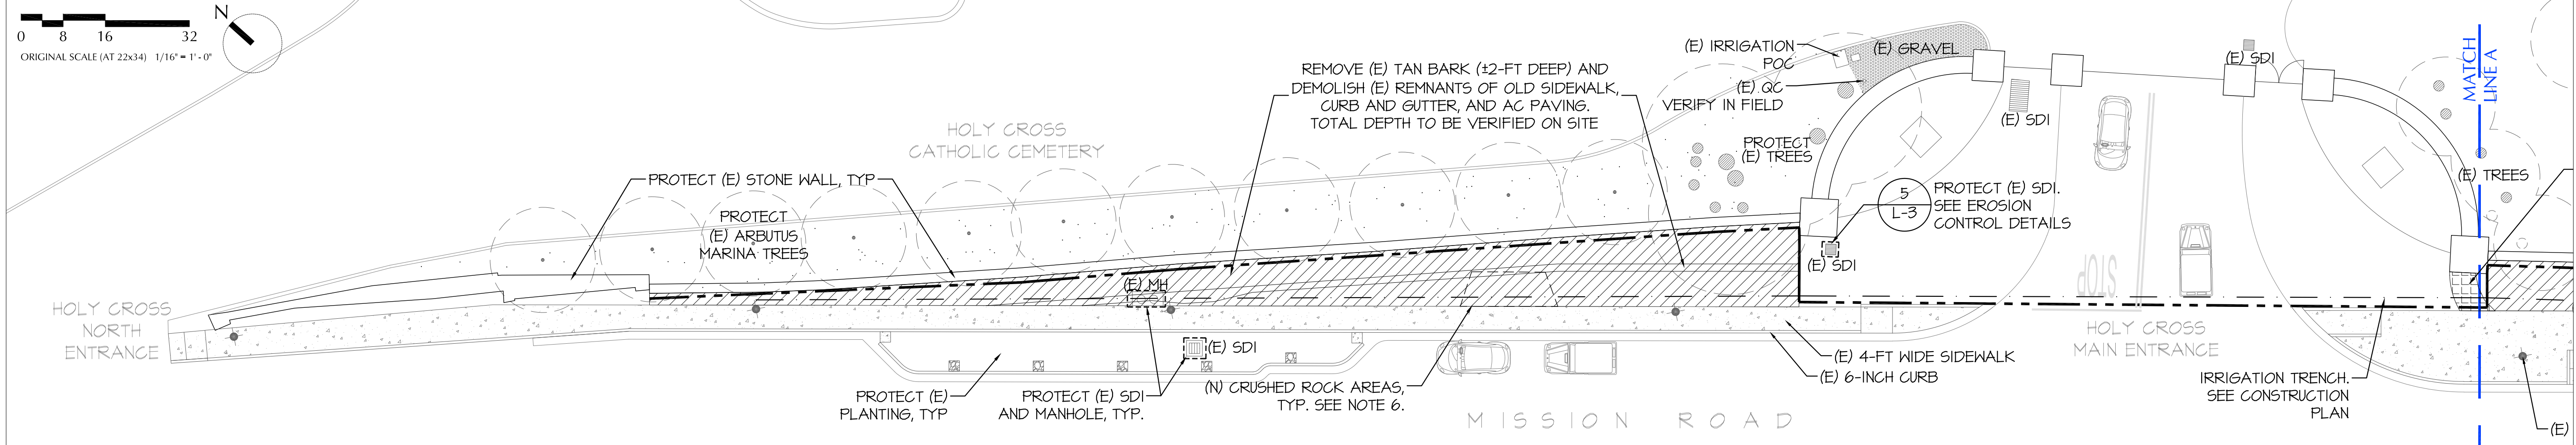 0 8 16 32
N
ORIGINAL SCALE (AT 22x34) 1/16" = 1' - 0"
HOLY CROSS
CATHOLIC CEMETERY
REMOVE (E) TAN BARK (±2-FT DEEP) AND
DEMOLISH (E) REMNANTS OF OLD SIDEWALK,
CURB AND GUTTER, AND AC PAVING.
TOTAL DEPTH TO BE VERIFIED ON SITE
(E) IRRIGATION
POC
(E) GRAVEL
(E) QC
VERIFY IN FIELD
PROTECT
(E) TREES
(E) SDI
(E) SDI
MATCH
LINE A
(E) TREES
PROTECT (E) STONE WALL, TYP
PROTECT
(E) ARBUTUS
MARINA TREES
5
L-3
PROTECT (E) SDI.
SEE EROSION
CONTROL DETAILS
(E) SDI
(E) MH
STOP
HOLY CROSS
NORTH
ENTRANCE
HOLY CROSS
MAIN ENTRANCE
(E) SDI
(E) 4-FT WIDE SIDEWALK
(E) 6-INCH CURB
PROTECT (E)
PLANTING, TYP
PROTECT (E) SDI
AND MANHOLE, TYP.
(N) CRUSHED ROCK AREAS,
TYP. SEE NOTE 6.
IRRIGATION TRENCH.
SEE CONSTRUCTION
PLAN
MISSION ROAD
(E)